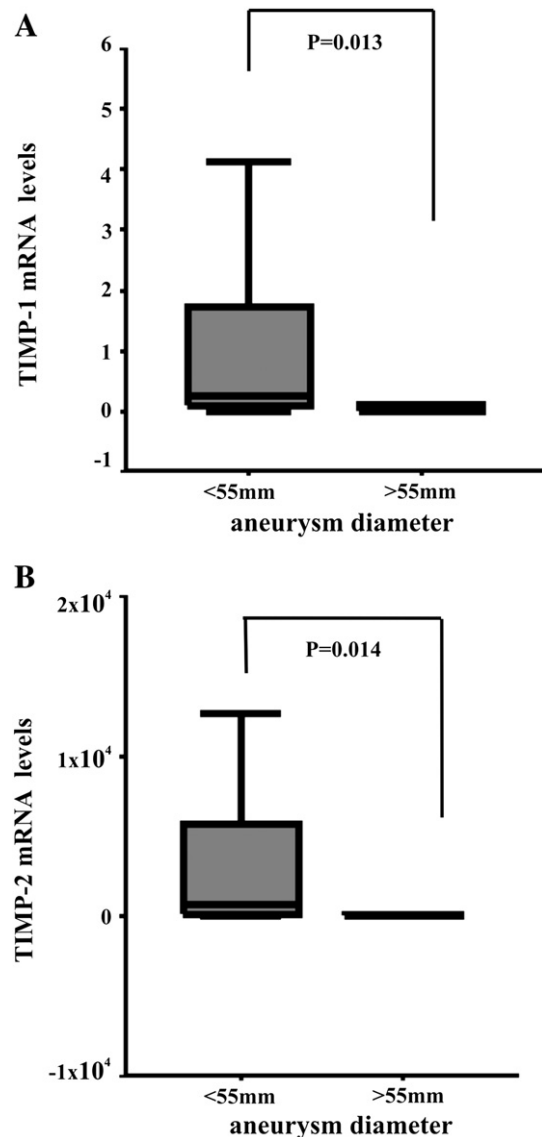 A
P=0.013
6
5
4
3
2
1
0
-1
TIMP-1 mRNA levels
<55mm >55mm
aneurysm diameter
B
P=0.014
2x10⁴
1x10⁴
0
-1x10⁴
TIMP-2 mRNA levels
<55mm >55mm
aneurysm diameter